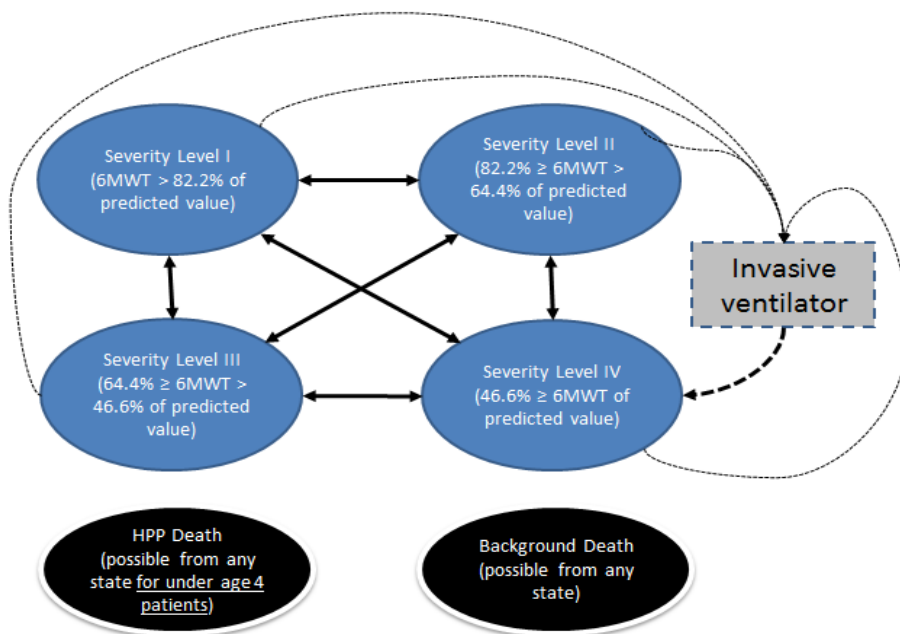 Severity Level I
(6MWT > 82.2% of
predicted value)
Severity Level II
(82.2% ≥ 6MWT >
64.4% of predicted
value)
Invasive
ventilator
Severity Level III
(64.4% ≥ 6MWT >
46.6% of predicted
value)
Severity Level IV
(46.6% ≥ 6MWT of
predicted value)
HPP Death
(possible from any
state for under age 4
patients)
Background Death
(possible from any
state)